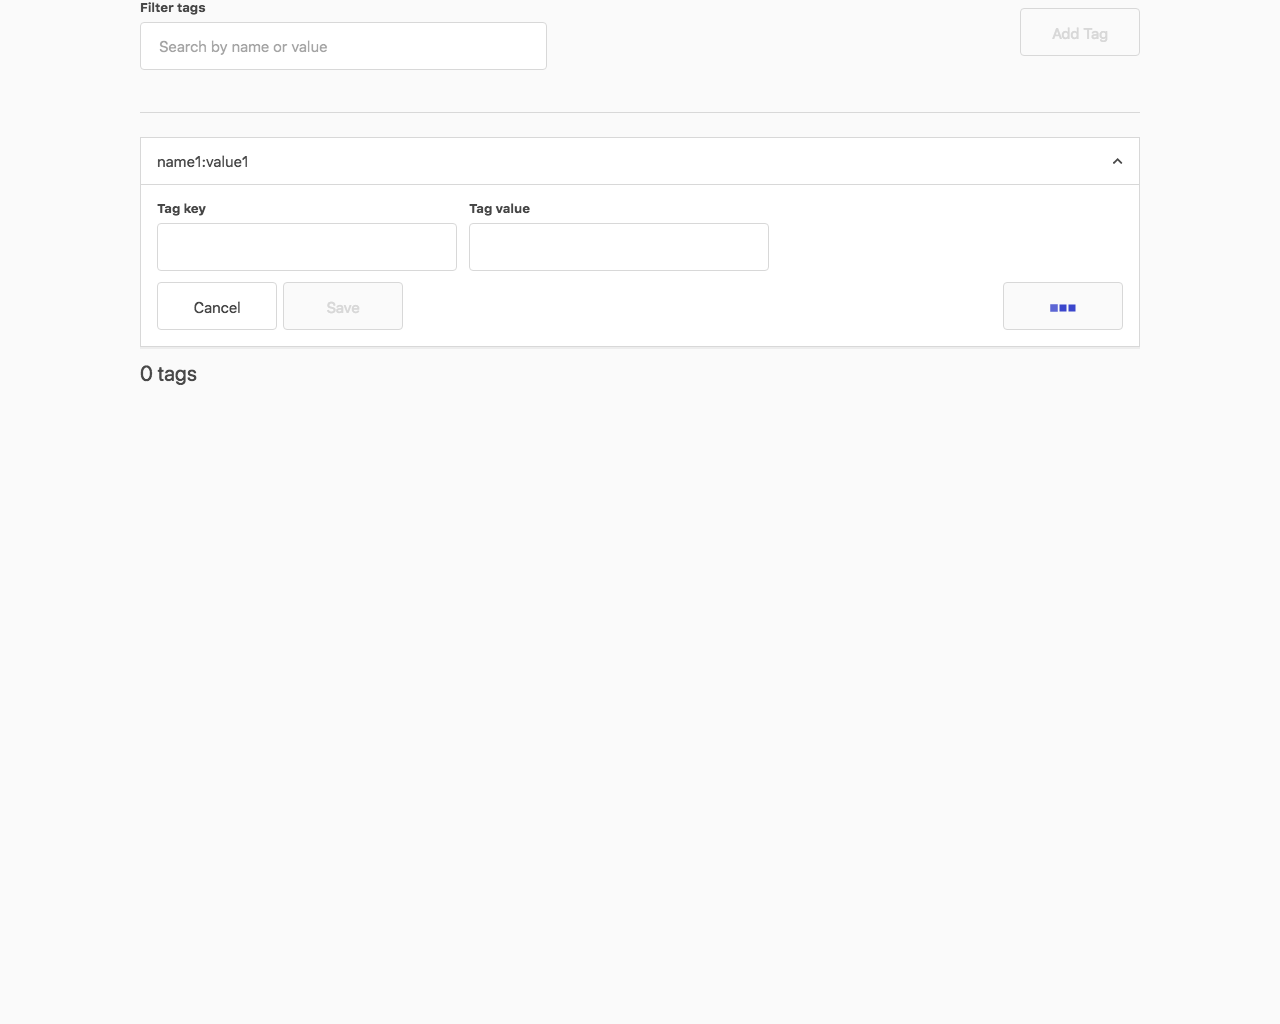 Filter tags
Search by name or value
Add Tag
name1:value1
Tag key
Tag value
Cancel
Save
0 tags